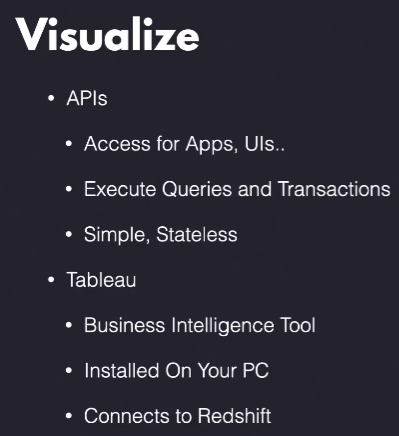 Visualize
• APIs
• Access for Apps, UIs..
• Execute Queries and Transactions
• Simple, Stateless
• Tableau
• Business Intelligence Tool
• Installed On Your PC
• Connects to Redshift